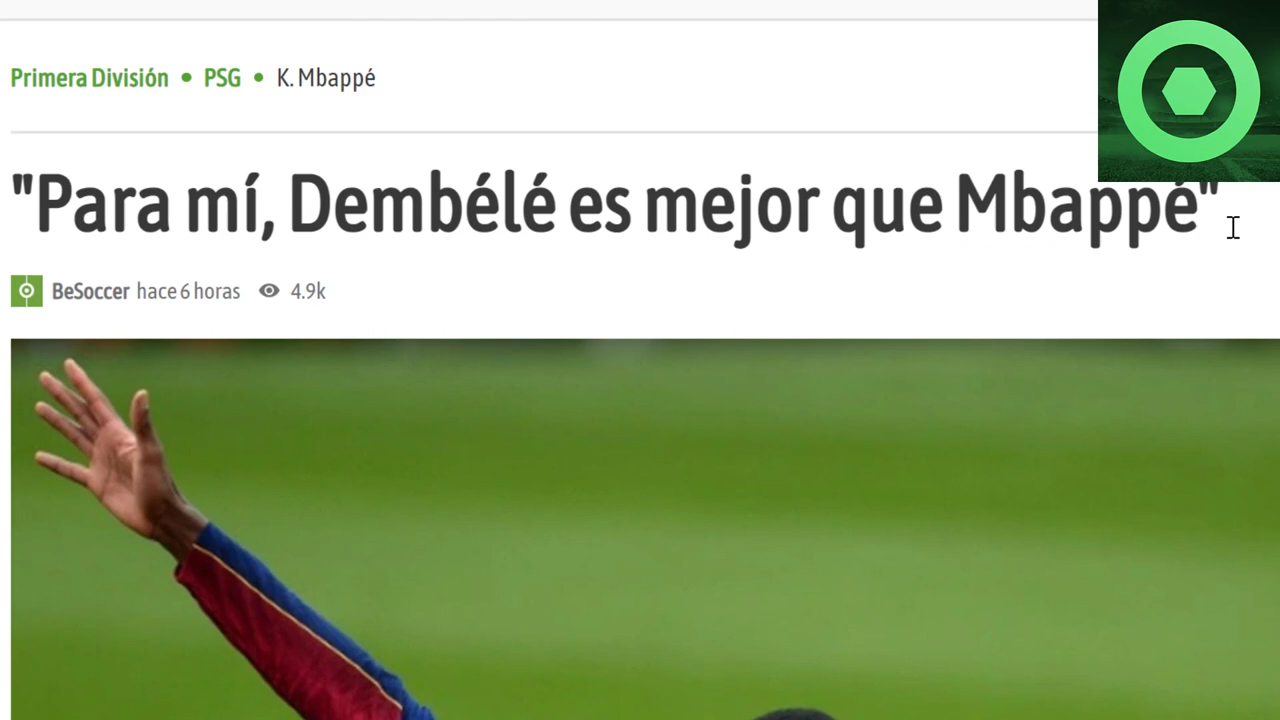 Primera División • PSG • K. Mbappé
"Para mí, Dembélé es mejor que Mbappé"
BeSoccer hace 6 horas 4.9k